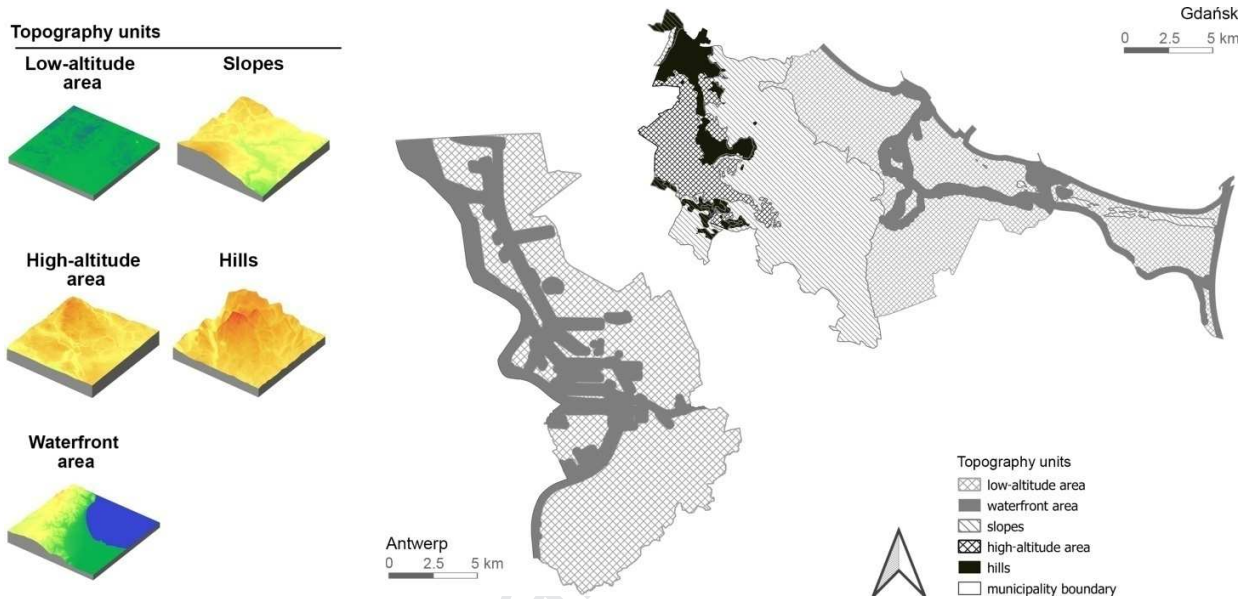 Topography units
Low-altitude
area
Slopes
High-altitude
area
Hills
Waterfront
area
Gdańsk
0 2.5 5 km
Antwerp
0 2.5 5 km
Topography units
low-altitude area
waterfront area
slopes
high-altitude area
hills
municipality boundary